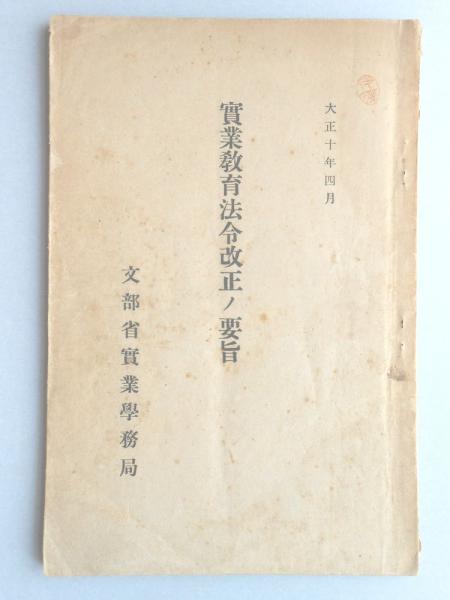 大正十年四月
實業教育法令改正ノ要旨
文部省實業學務局